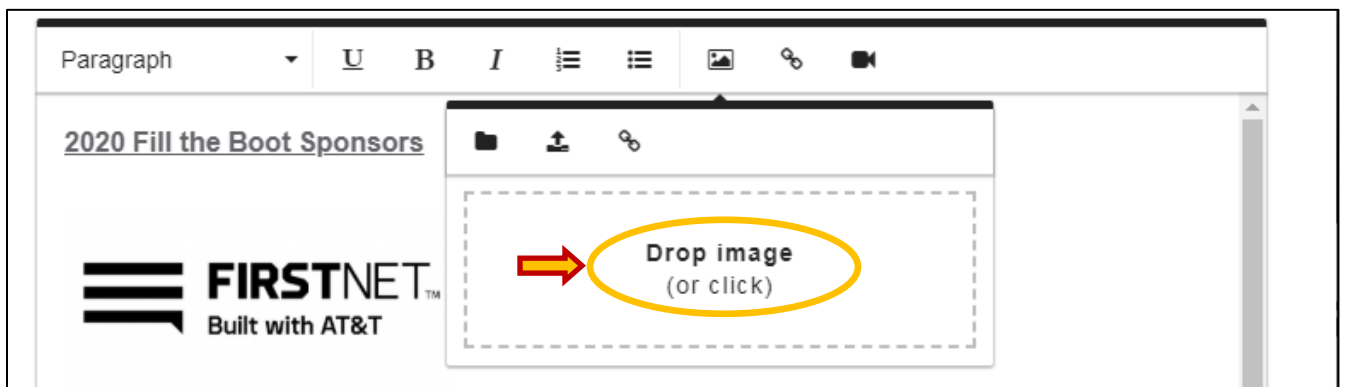 Paragraph U B I
2020 Fill the Boot Sponsors
Drop image
(or click)
FIRSTNET™
Built with AT&T